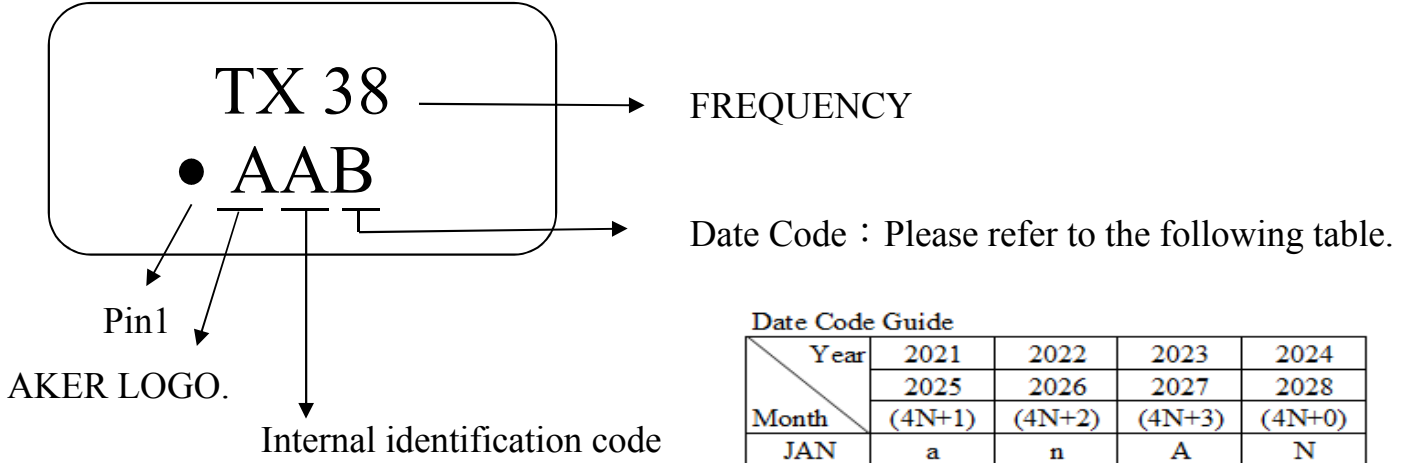 TX 38
• AAB
FREQUENCY
Date Code：Please refer to the following table.
Pin1
AKER LOGO.
Internal identification code
Date Code Guide
Year 2021 2022 2023 2024
2025 2026 2027 2028
Month (4N+1) (4N+2) (4N+3) (4N+0)
JAN a n A N